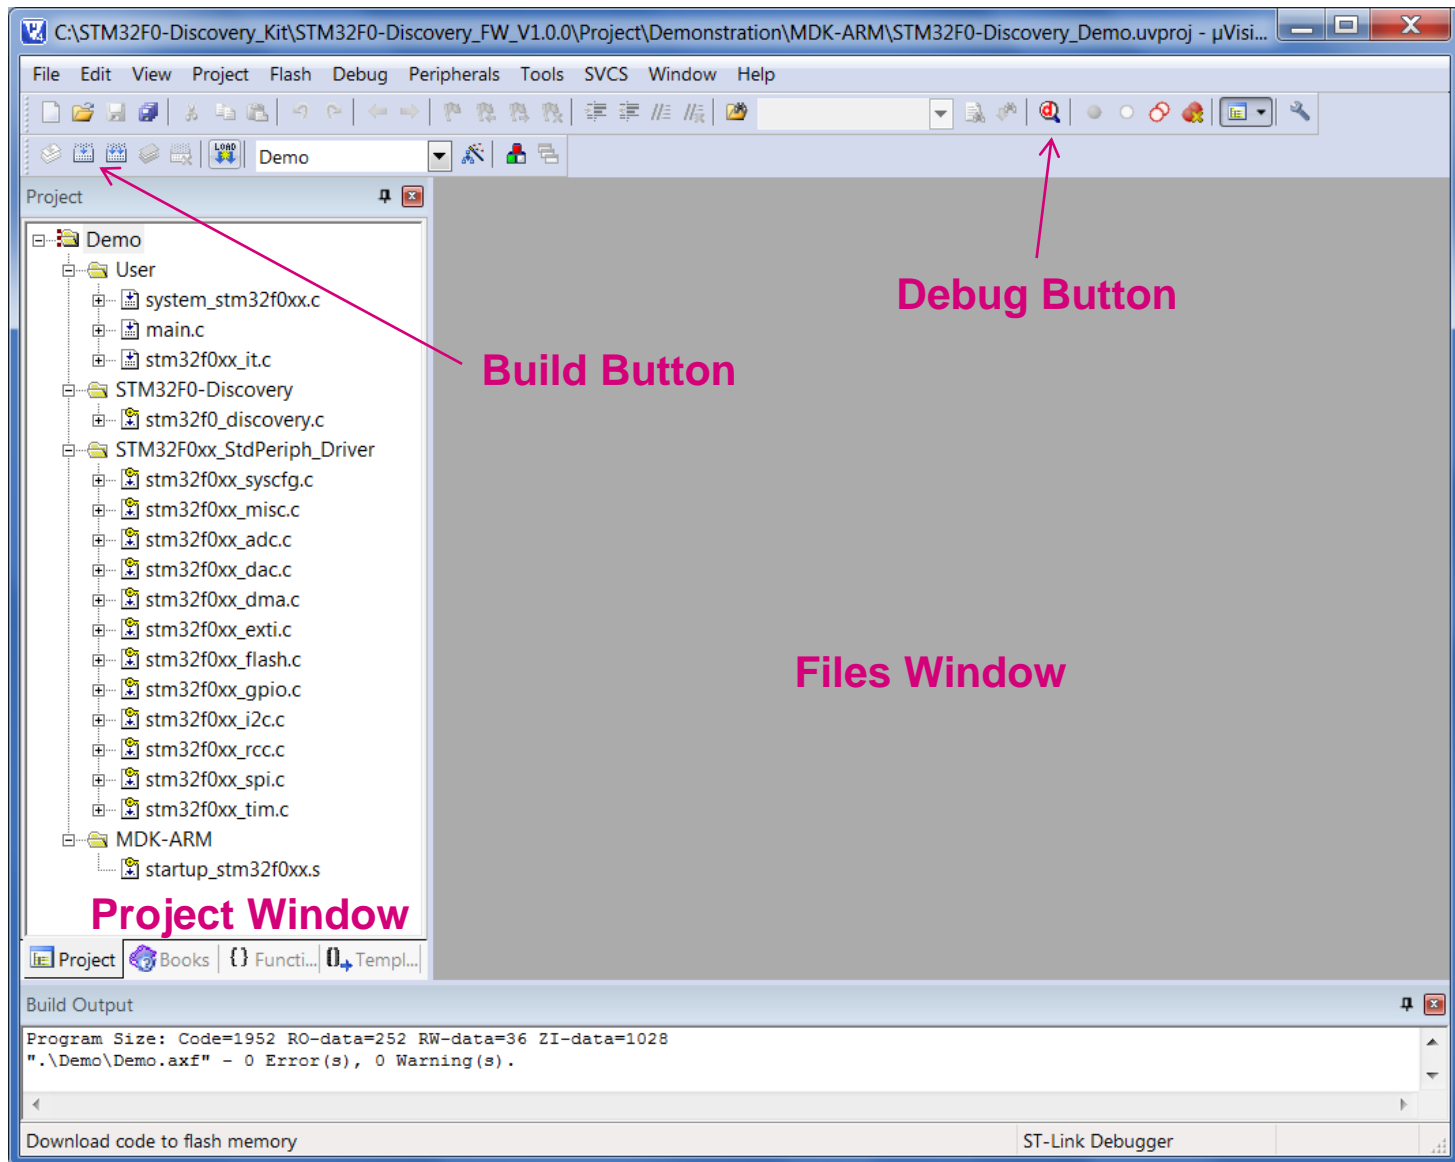 C:\STM32F0-Discovery_Kit\STM32F0-Discovery_FW_V1.0.0\Project\Demonstration\MDK-ARM\STM32F0-Discovery_Demo.uvproj - µVisi...
File Edit View Project Flash Debug Peripherals Tools SVCS Window Help
LOAD Demo
Project
Demo
User
system_stm32f0xx.c
main.c
stm32f0xx_it.c
STM32F0-Discovery
stm32f0_discovery.c
STM32F0xx_StdPeriph_Driver
stm32f0xx_syscfg.c
stm32f0xx_misc.c
stm32f0xx_adc.c
stm32f0xx_dac.c
stm32f0xx_dma.c
stm32f0xx_exti.c
stm32f0xx_flash.c
stm32f0xx_gpio.c
stm32f0xx_i2c.c
stm32f0xx_rcc.c
stm32f0xx_spi.c
stm32f0xx_tim.c
MDK-ARM
startup_stm32f0xx.s
Debug Button
Build Button
Files Window
Project Window
Project Books {} Functi... Templ...
Build Output
Program Size: Code=1952 RO-data=252 RW-data=36 ZI-data=1028
".\Demo\Demo.axf" - 0 Error(s), 0 Warning(s).
Download code to flash memory ST-Link Debugger